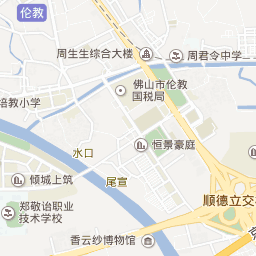 伦教
周生生综合大楼
周君令中学
佛山市伦教
国税局
培教小学
恒景豪庭
水口
倾城上筑
尾宣
郑敬诒职业
技术学校
顺德立交
香云纱博物馆